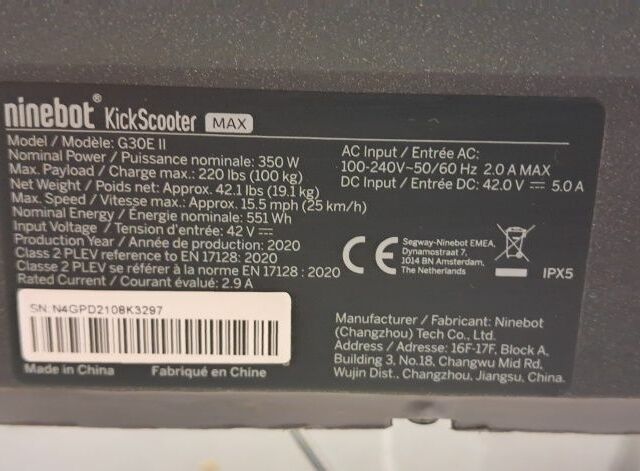 ninebot® KickScooter MAX
Model / Modèle: G30E II
Nominal Power / Puissance nominale: 350 W
Max. Payload / Charge max.: 220 lbs (100 kg)
Net Weight / Poids net: Approx. 42.1 lbs (19.1 kg)
Max. Speed / Vitesse max.: Approx. 15.5 mph (25 km/h)
Nominal Energy / Énergie nominale: 551 Wh
Input Voltage / Tension d'entrée: 42 V ⎓
Production Year / Année de production: 2020
Class 2 PLEV reference to EN 17128: 2020
Classe 2 PLEV se référer à la norme EN 17128 : 2020
Rated Current / Courant évalué: 2.9 A
SN: N4GPD2108K3297
Made in China Fabriqué en Chine
AC Input / Entrée AC:
100-240V~50/60 Hz 2.0 A MAX
DC Input / Entrée DC: 42.0 V ⎓ 5.0 A
CE
Segway-Ninebot EMEA,
Dynamostraat 7,
1014 BN Amsterdam,
The Netherlands
IPX5
Manufacturer / Fabricant: Ninebot
(Changzhou) Tech Co., Ltd.
Address / Adresse: 16F-17F, Block A,
Building 3, No.18, Changwu Mid Rd,
Wujin Dist., Changzhou, Jiangsu, China.